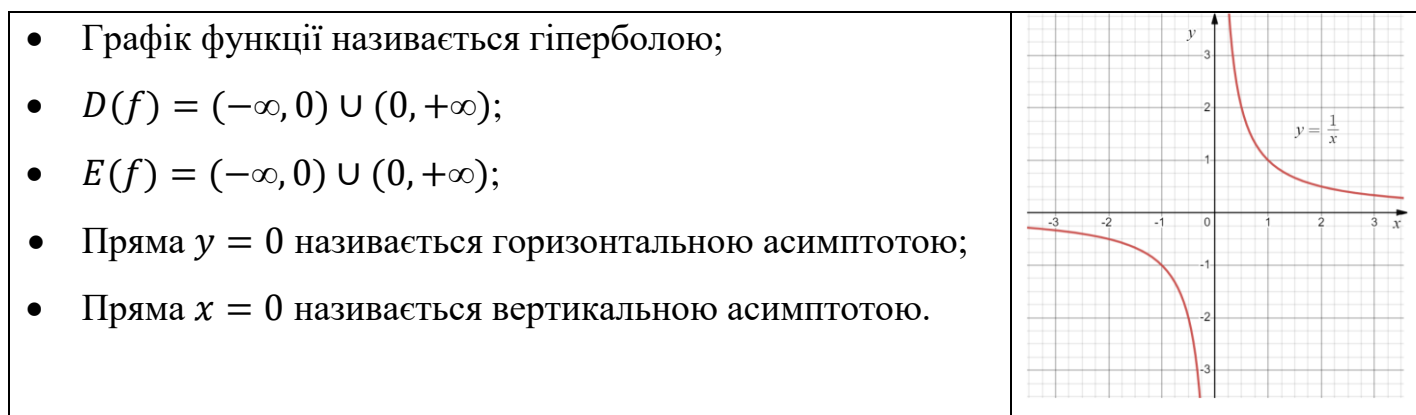 • Графік функції називається гіперболою;
• D(f) = (−∞, 0) ∪ (0, +∞);
• E(f) = (−∞, 0) ∪ (0, +∞);
• Пряма y = 0 називається горизонтальною асимптотою;
• Пряма x = 0 називається вертикальною асимптотою.
y
3
2
y = 1/x
1
-3 -2 -1 0 1 2 3 x
-1
-2
-3